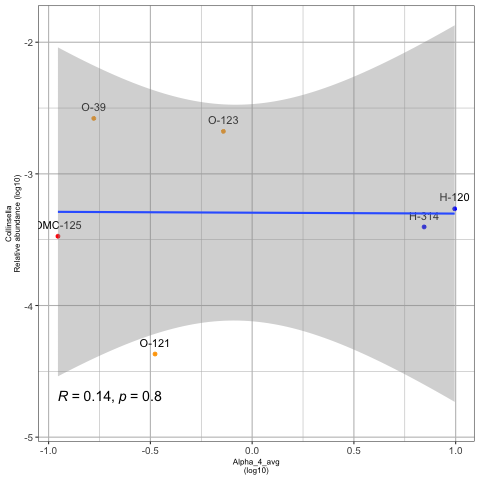 -2
-3
-4
-5
Collinsella
Relative abundance (log10)
O-39
O-123
H-120
H-314
OMC-125
O-121
R = 0.14, p = 0.8
-1.0 -0.5 0.0 0.5 1.0
Alpha_4_avg
(log10)